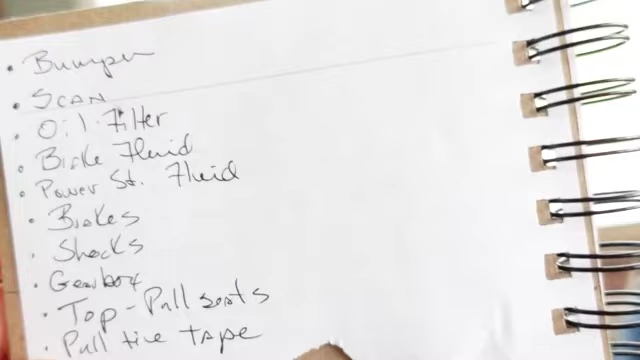 • Bumper
• SCAN
• Oil Filter
• Brake Fluid
• Power St. Fluid
• Brakes
• Shocks
• Gearbox
• Top - Pull seats
• Pull tire tape